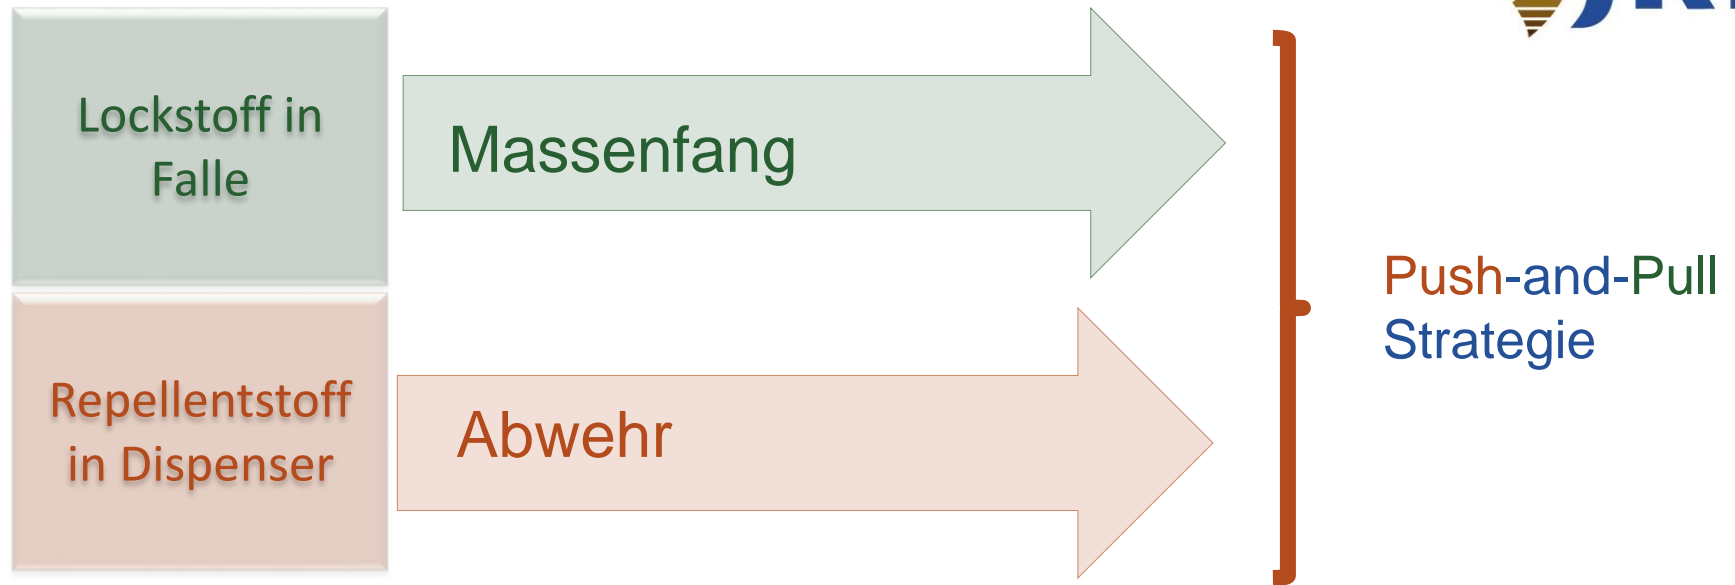 Lockstoff in
Falle
Massenfang
Repellentstoff
in Dispenser
Abwehr
Push-and-Pull
Strategie